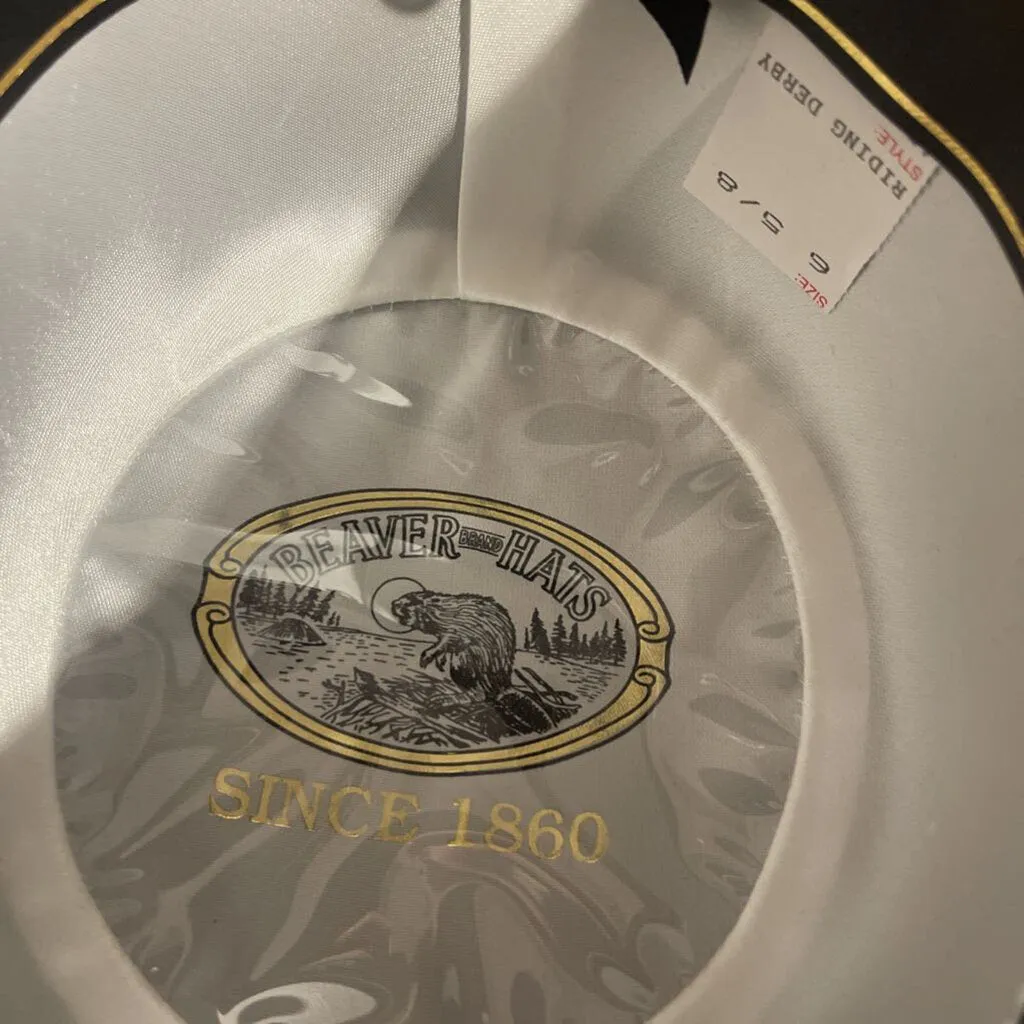 BEAVER BRAND HATS
SINCE 1860
STYLE:
RIDING DERBY
SIZE:
6 5/8